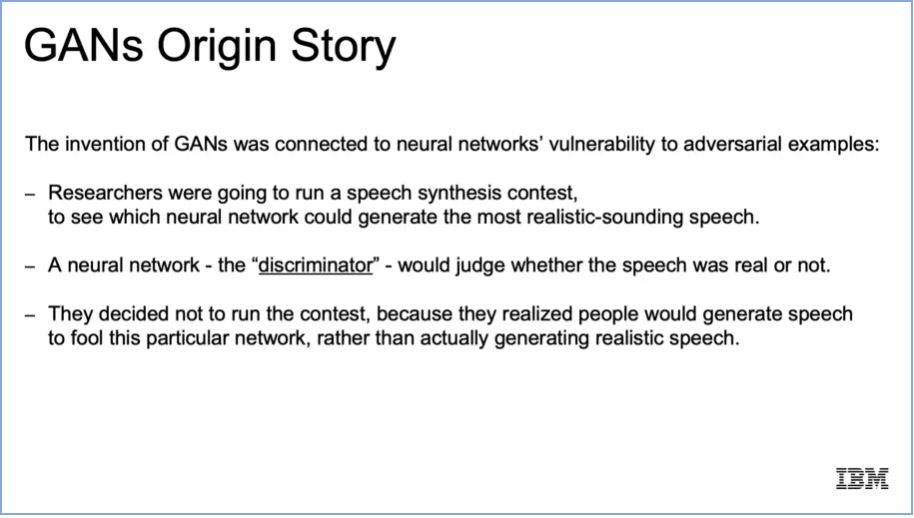 GANs Origin Story
The invention of GANs was connected to neural networks’ vulnerability to adversarial examples:
– Researchers were going to run a speech synthesis contest,
to see which neural network could generate the most realistic-sounding speech.
– A neural network - the “discriminator” - would judge whether the speech was real or not.
– They decided not to run the contest, because they realized people would generate speech
to fool this particular network, rather than actually generating realistic speech.
IBM